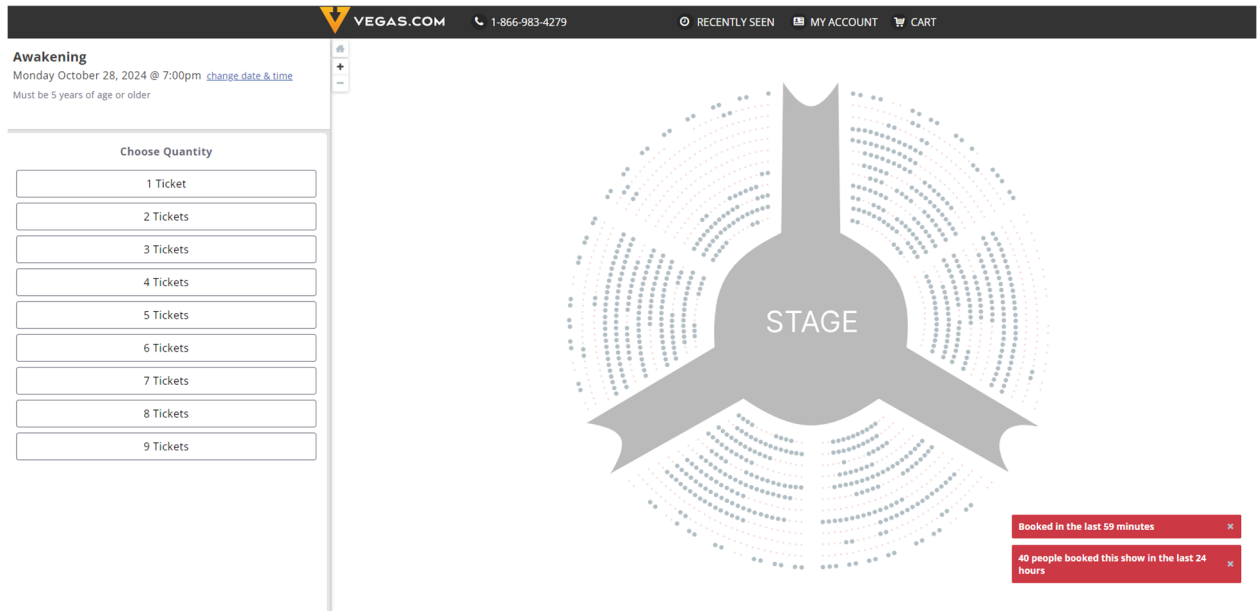 VEGAS.COM
1-866-983-4279
RECENTLY SEEN
MY ACCOUNT
CART
Awakening
Monday October 28, 2024 @ 7:00pm change date & time
Must be 5 years of age or older
Choose Quantity
1 Ticket
2 Tickets
3 Tickets
4 Tickets
5 Tickets
6 Tickets
7 Tickets
8 Tickets
9 Tickets
STAGE
Booked in the last 59 minutes
40 people booked this show in the last 24
hours